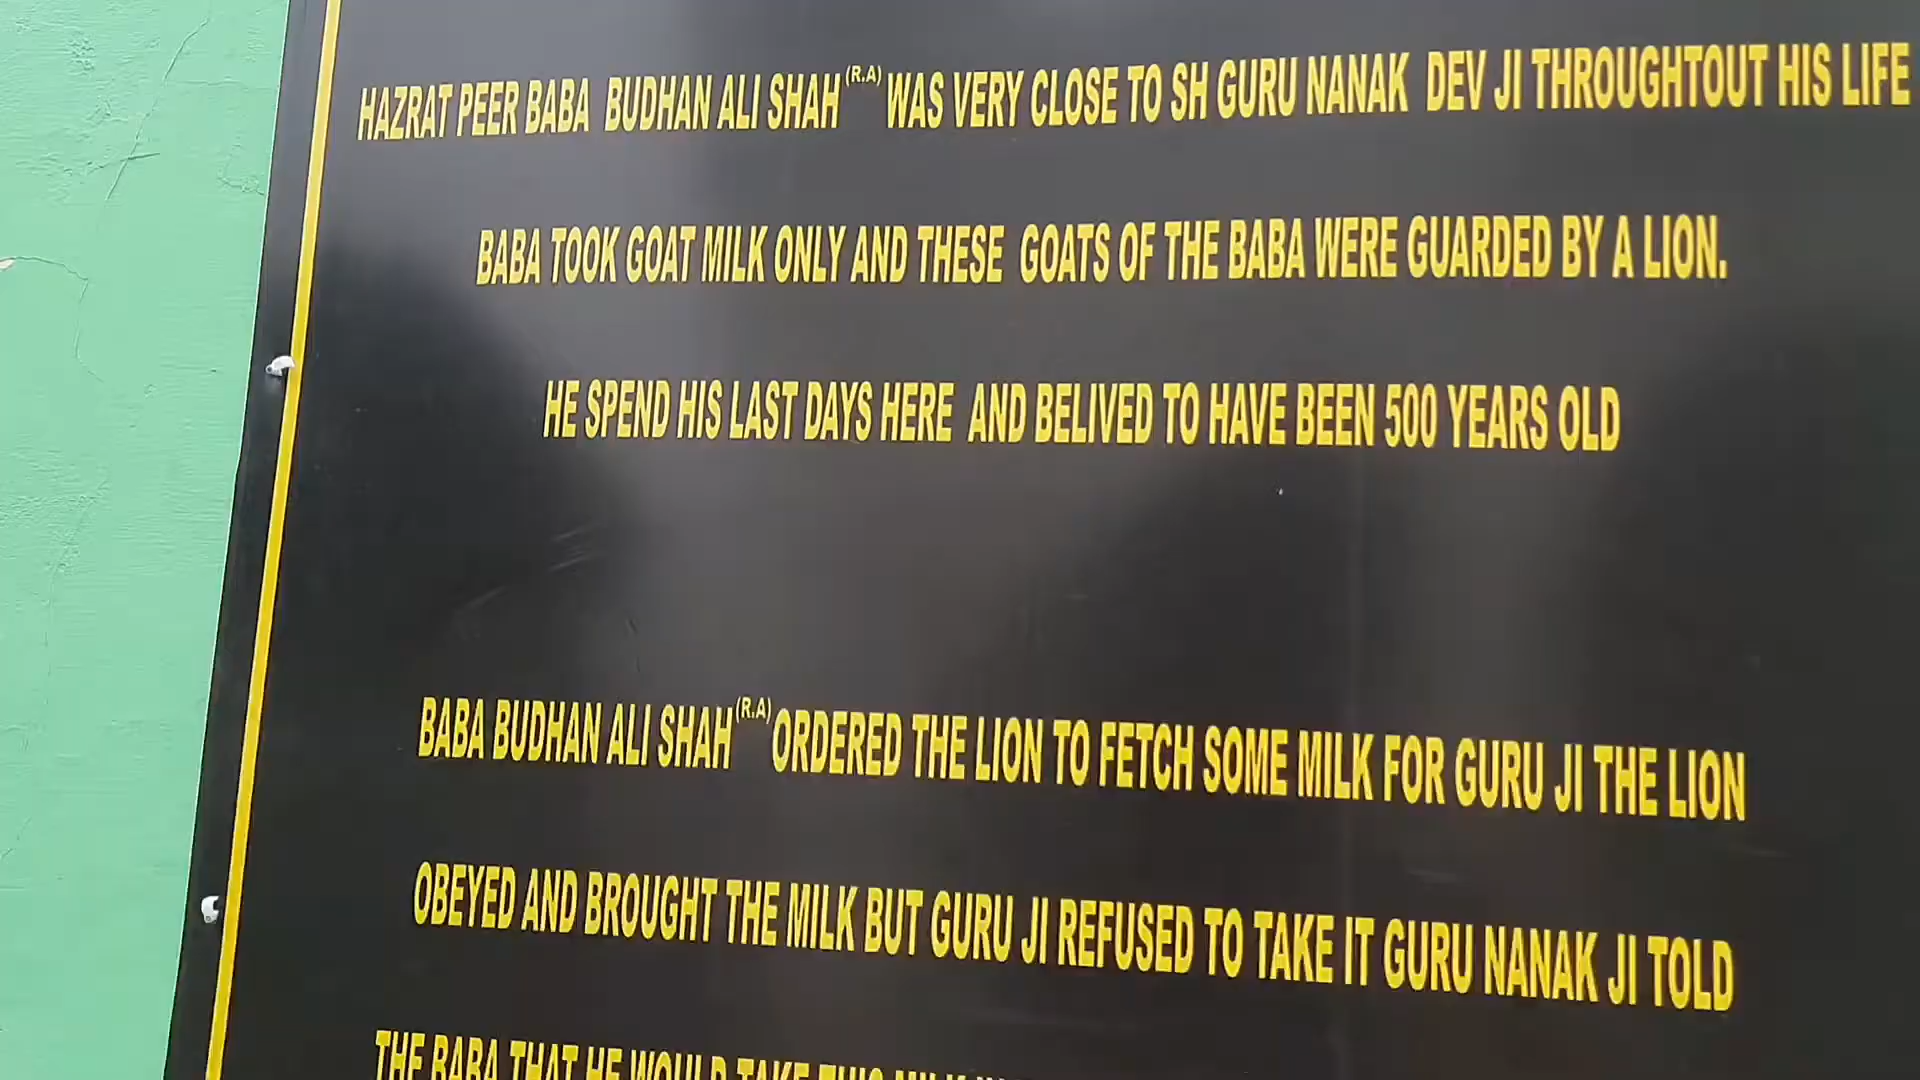 HAZRAT PEER BABA BUDHAN ALI SHAH (R.A) WAS VERY CLOSE TO SH GURU NANAK DEV JI THROUGHTOUT HIS LIFE
BABA TOOK GOAT MILK ONLY AND THESE GOATS OF THE BABA WERE GUARDED BY A LION.
HE SPEND HIS LAST DAYS HERE AND BELIVED TO HAVE BEEN 500 YEARS OLD
BABA BUDHAN ALI SHAH (R.A) ORDERED THE LION TO FETCH SOME MILK FOR GURU JI THE LION
OBEYED AND BROUGHT THE MILK BUT GURU JI REFUSED TO TAKE IT GURU NANAK JI TOLD
THE BABA THAT HE WOULD TAKE THIS MILK